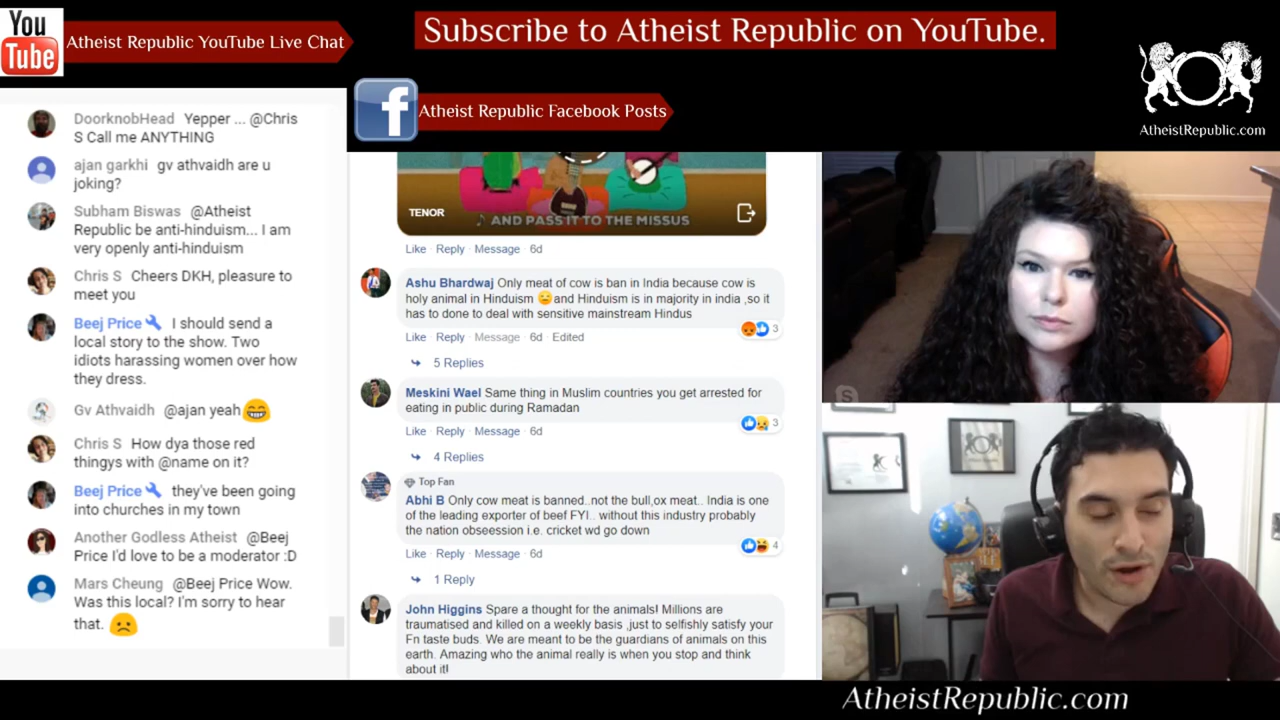 You
Tube
Atheist Republic YouTube Live Chat
Subscribe to Atheist Republic on YouTube.
f
Atheist Republic Facebook Posts
AtheistRepublic.com
DoorknobHead Yepper ... @Chris
S Call me ANYTHING
ajan garkhi gv athvaidh are u
joking?
Subham Biswas @Atheist
Republic be anti-hinduism... I am
very openly anti-hinduism
Chris S Cheers DKH, pleasure to
meet you
Beej Price I should send a
local story to the show. Two
idiots harassing women over how
they dress.
Gv Athvaidh @ajan yeah 😁
Chris S How dya those red
thingys with @name on it?
Beej Price they've been going
into churches in my town
Another Godless Atheist @Beej
Price I'd love to be a moderator :D
Mars Cheung @Beej Price Wow.
Was this local? I'm sorry to hear
that. 🙁
TENOR
♪ AND PASS IT TO THE MISSUS
Like · Reply · Message · 6d
Ashu Bhardwaj Only meat of cow is ban in India because cow is
holy animal in Hinduism 😑 and Hinduism is in majority in india ,so it
has to done to deal with sensitive mainstream Hindus
3
Like · Reply · Message · 6d · Edited
5 Replies
Meskini Wael Same thing in Muslim countries you get arrested for
eating in public during Ramadan
3
Like · Reply · Message · 6d
4 Replies
Top Fan
Abhi B Only cow meat is banned..not the bull,ox meat.. India is one
of the leading exporter of beef FYI.. without this industry probably
the nation obseession i.e. cricket wd go down
4
Like · Reply · Message · 6d
1 Reply
John Higgins Spare a thought for the animals! Millions are
traumatised and killed on a weekly basis ,just to selfishly satisfy your
Fn taste buds. We are meant to be the guardians of animals on this
earth. Amazing who the animal really is when you stop and think
about it!
AtheistRepublic.com